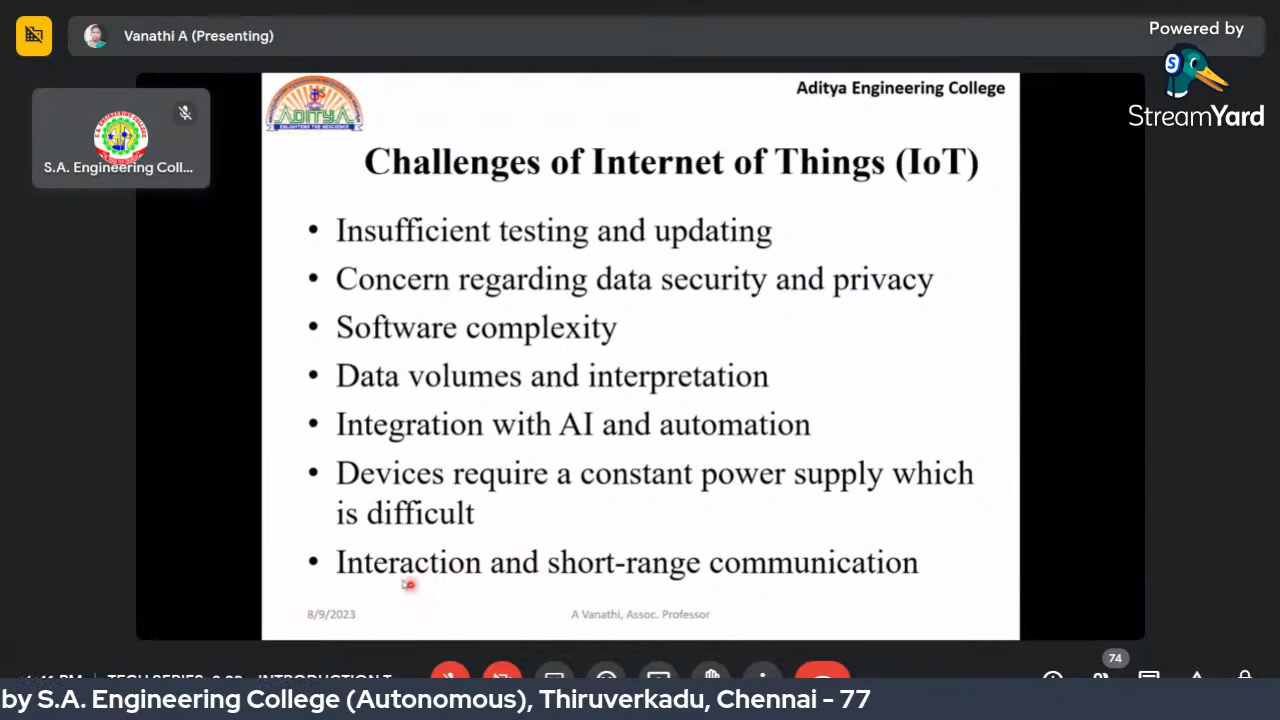 Vanathi A (Presenting)
Powered by
StreamYard
S.A. Engineering Coll...
ADITYA
Aditya Engineering College
Challenges of Internet of Things (IoT)
• Insufficient testing and updating
• Concern regarding data security and privacy
• Software complexity
• Data volumes and interpretation
• Integration with AI and automation
• Devices require a constant power supply which
is difficult
• Interaction and short-range communication
8/9/2023
A Vanathi, Assoc. Professor
74
by S.A. Engineering College (Autonomous), Thiruverkadu, Chennai - 77